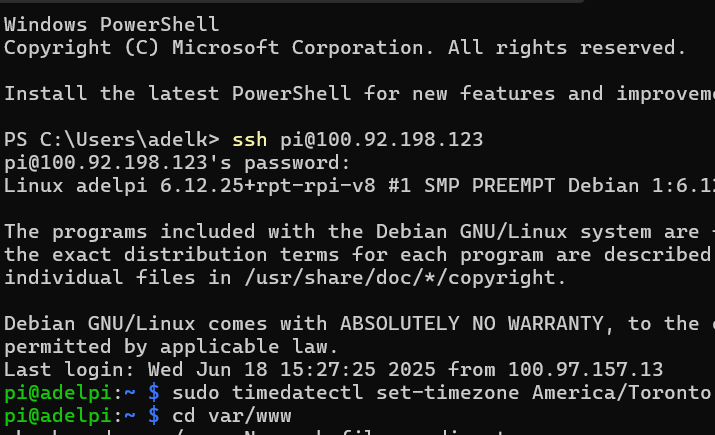 Windows PowerShell
Copyright (C) Microsoft Corporation. All rights reserved.
Install the latest PowerShell for new features and
PS C:\Users\adelk> ssh pi@100.92.198.123
pi@100.92.198.123's password:
Linux adelpi 6.12.25+rpt-rpi-v8 #1 SMP PREEMPT Debian 1:6.12
The programs included with the Debian GNU/Linux system are
the exact distribution terms for each program are described
individual files in /usr/share/doc/*/copyright.
Debian GNU/Linux comes with ABSOLUTELY NO WARRANTY, to the
permitted by applicable law.
Last login: Wed Jun 18 15:27:25 2025 from 100.97.157.13
pi@adelpi:~ $ sudo timedatectl set-timezone America/Toronto
pi@adelpi:~ $ cd var/www